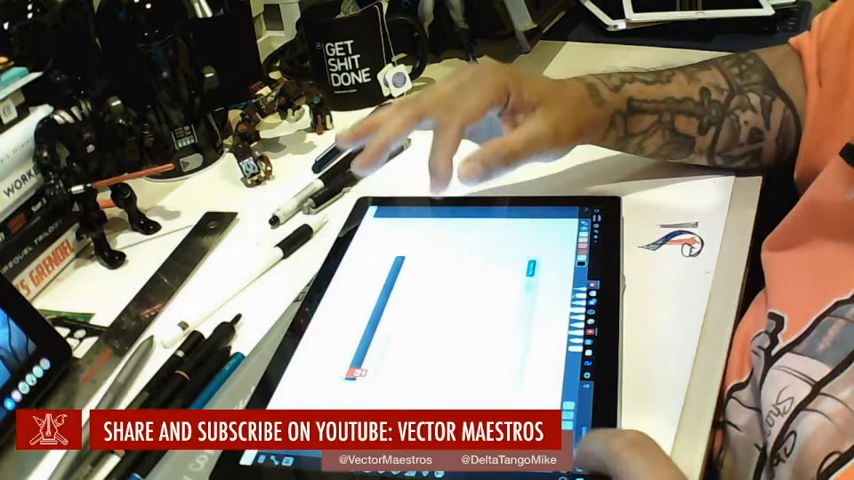 GET
SHIT
DONE
WORK
GRENDEL
SHARE AND SUBSCRIBE ON YOUTUBE: VECTOR MAESTROS
@VectorMaestros @DeltaTangoMike